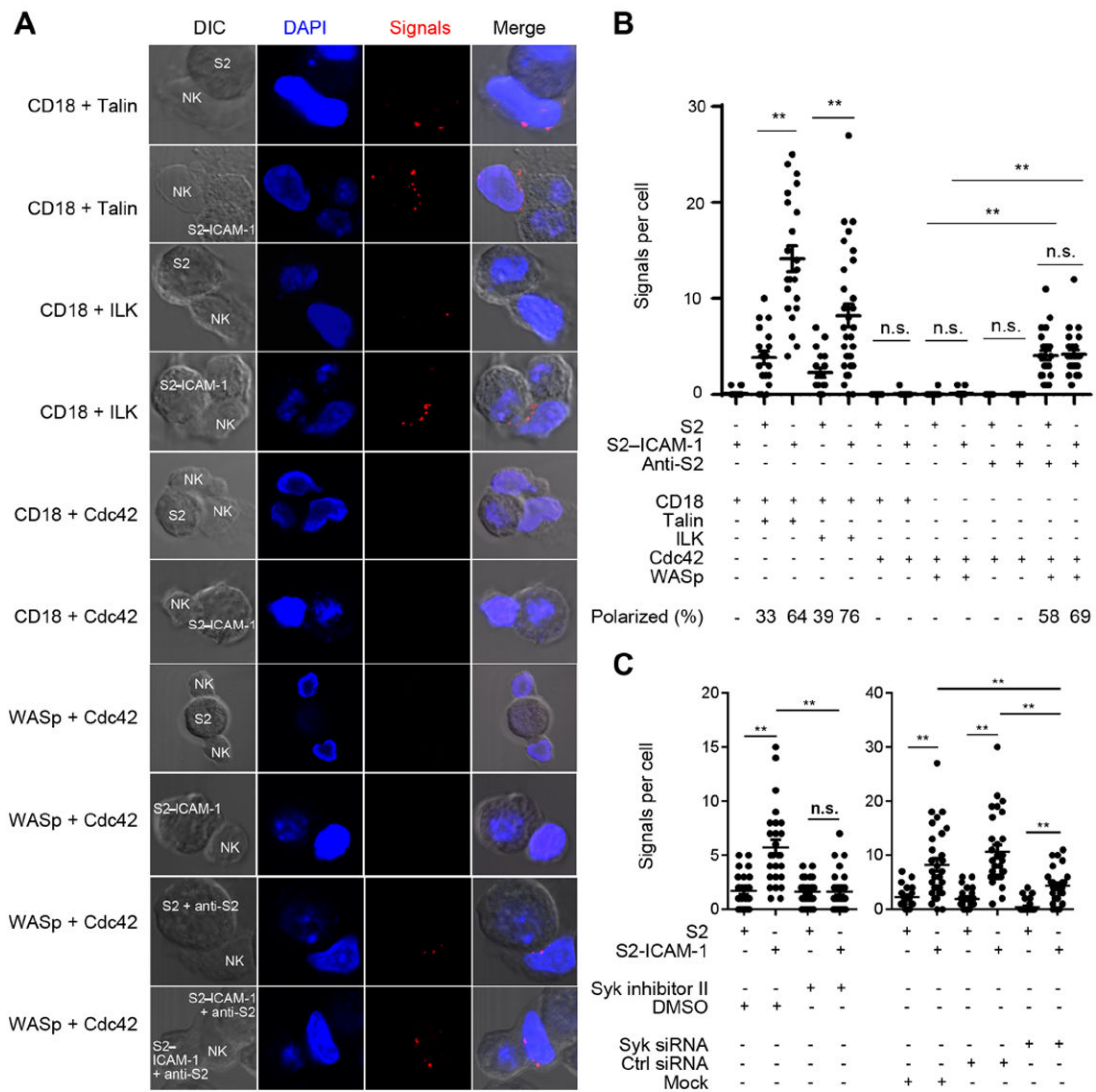 A
DIC DAPI Signals Merge
CD18 + Talin
S2
NK
CD18 + Talin
NK
S2–ICAM-1
CD18 + ILK
S2
NK
CD18 + ILK
S2–ICAM-1
NK
CD18 + Cdc42
NK
S2 NK
CD18 + Cdc42
NK
S2-ICAM-1
WASp + Cdc42
NK
S2
NK
WASp + Cdc42
S2-ICAM-1
NK
WASp + Cdc42
S2 + anti-S2
NK
WASp + Cdc42
S2-ICAM-1
+ anti-S2
NK
S2–
ICAM-1
+ anti-S2
B
Signals per cell
30
20
10
0
** ** ** ** n.s. n.s. n.s. n.s.
S2 - + - + - + - + - + - + -
S2–ICAM-1 + - + - + - + - + - + - +
Anti-S2 - - - - - - - - - + + + +
CD18 + + + + + + + - - - - - -
Talin - + + - - - - - - - - - -
ILK - - - + + - - - - - - - -
Cdc42 - - - - - + + + + + + + +
WASp - - - - - - - + + - - + +
Polarized (%) - 33 64 39 76 - - - - - - 58 69
C
Signals per cell
20
15
10
5
0
** ** n.s.
40
30
20
10
0
** ** ** ** **
S2 + - + - + - + - + -
S2-ICAM-1 - + - + - + - + - +
Syk inhibitor II - - + + - - - - - -
DMSO + + - - - - - - - -
Syk siRNA - - - - - - - - + +
Ctrl siRNA - - - - - - + + - -
Mock - - - - + + - - - -